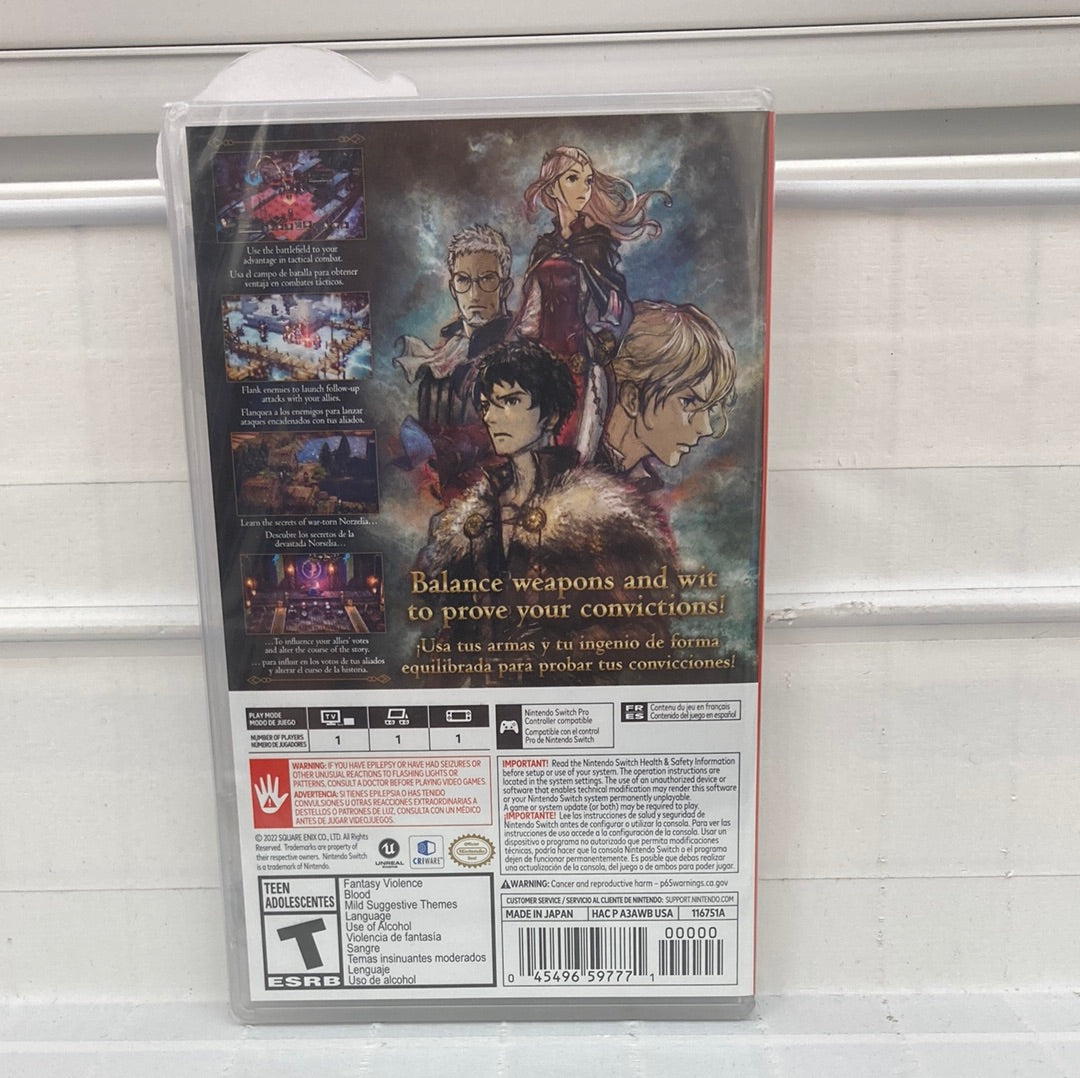 Use the battlefield to your
advantage in tactical combat.
Usa el campo de batalla para obtener
ventaja en combates tácticos.
Flank enemies to launch follow-up
attacks with your allies.
Flanquea a los enemigos para lanzar
ataques encadenados con tus aliados.
Learn the secrets of war-torn Norzelia...
Descubre los secretos de la
devastada Norselia...
...To influence your allies' votes
and alter the course of the story.
...para influir en los votos de tus aliados
y alterar el curso de la historia.
Balance weapons and wit
to prove your convictions!
¡Usa tus armas y tu ingenio de forma
equilibrada para probar tus convicciones!
PLAY MODE
MODO DE JUEGO
TV
NUMBER OF PLAYERS
NÚMERO DE JUGADORES
1 1 1
Nintendo Switch Pro
Controller compatible
Compatible con el control
Pro de Nintendo Switch
FR Contenu du jeu en français
ES Contenido del juego en español
WARNING: IF YOU HAVE EPILEPSY OR HAVE HAD SEIZURES OR
OTHER UNUSUAL REACTIONS TO FLASHING LIGHTS OR
PATTERNS, CONSULT A DOCTOR BEFORE PLAYING VIDEO GAMES.
ADVERTENCIA: SI TIENES EPILEPSIA O HAS TENIDO
CONVULSIONES U OTRAS REACCIONES EXTRAORDINARIAS A
DESTELLOS O PATRONES DE LUZ, CONSULTA CON UN MÉDICO
ANTES DE JUGAR VIDEOJUEGOS.
IMPORTANT! Read the Nintendo Switch Health & Safety Information
before setup or use of your system. The operation instructions are
located in the system settings. The use of an unauthorized device or
software that enables technical modification may render this software
or your Nintendo Switch system permanently unplayable.
A game or system update (or both) may be required to play.
¡IMPORTANTE! Lee las instrucciones de salud y seguridad de
Nintendo Switch antes de configurar o utilizar la consola. Para ver las
instrucciones de uso accede a la configuración de la consola. Usar un
dispositivo o programa no autorizado que permita modificaciones
técnicas, podría hacer que la consola Nintendo Switch o el programa
dejen de funcionar permanentemente. Es posible que debas realizar
una actualización de la consola, del juego o de ambos para poder jugar.
© 2022 SQUARE ENIX CO., LTD. All Rights
Reserved. Trademarks are property of
their respective owners. Nintendo Switch
is a trademark of Nintendo.
UNREAL
CRIWARE
Official
Nintendo
Seal
WARNING: Cancer and reproductive harm – p65warnings.ca.gov
CUSTOMER SERVICE / SERVICIO AL CLIENTE DE NINTENDO: SUPPORT.NINTENDO.COM
MADE IN JAPAN HAC P A3AWB USA 116751A
TEEN
ADOLESCENTES
T
ESRB
Fantasy Violence
Blood
Mild Suggestive Themes
Language
Use of Alcohol
Violencia de fantasía
Sangre
Temas insinuantes moderados
Lenguaje
Uso de alcohol
00000
0 45496 59777 1